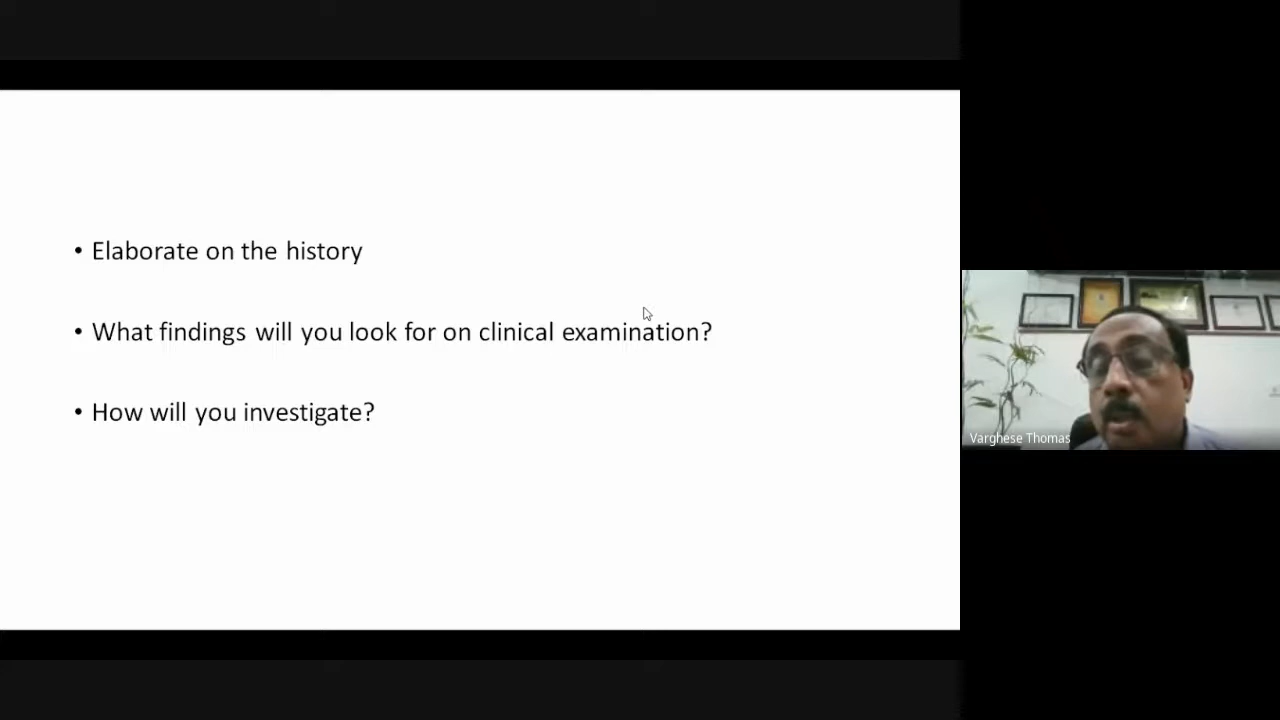 • Elaborate on the history
• What findings will you look for on clinical examination?
• How will you investigate?
Varghese Thomas